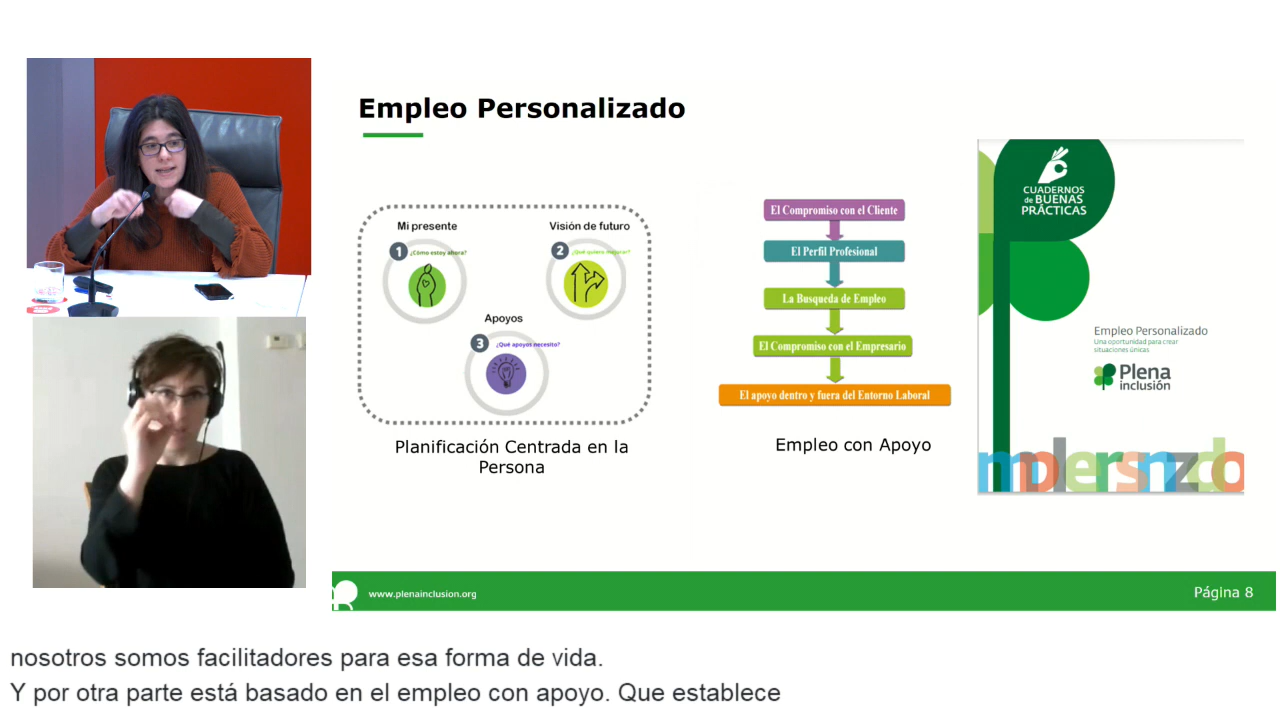 Empleo Personalizado
Mi presente
1
¿Cómo estoy ahora?
Visión de futuro
2
¿Qué quiero mejorar?
Apoyos
3
¿Qué apoyos necesito?
Planificación Centrada en la
Persona
El Compromiso con el Cliente
El Perfil Profesional
La Busqueda de Empleo
El Compromiso con el Empresario
El apoyo dentro y fuera del Entorno Laboral
Empleo con Apoyo
CUADERNOS
de BUENAS
PRÁCTICAS
Empleo Personalizado
Una oportunidad para crear
situaciones únicas
Plena
inclusión
www.plenainclusion.org
Página 8
nosotros somos facilitadores para esa forma de vida.
Y por otra parte está basado en el empleo con apoyo. Que establece